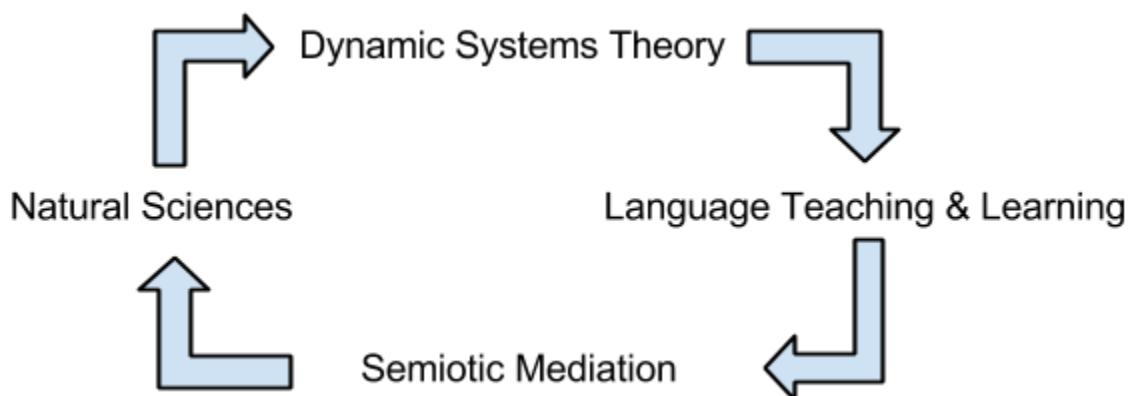 Dynamic Systems Theory
Natural Sciences
Language Teaching & Learning
Semiotic Mediation